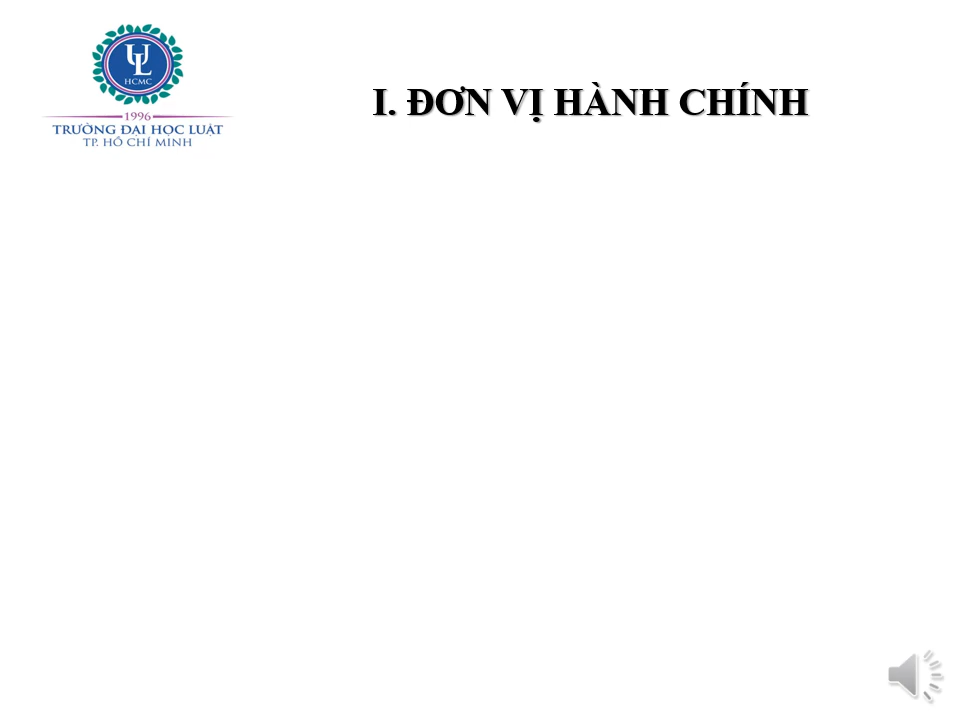 UL
HCMC
1996
TRƯỜNG ĐẠI HỌC LUẬT
TP. HỒ CHÍ MINH
I. ĐƠN VỊ HÀNH CHÍNH